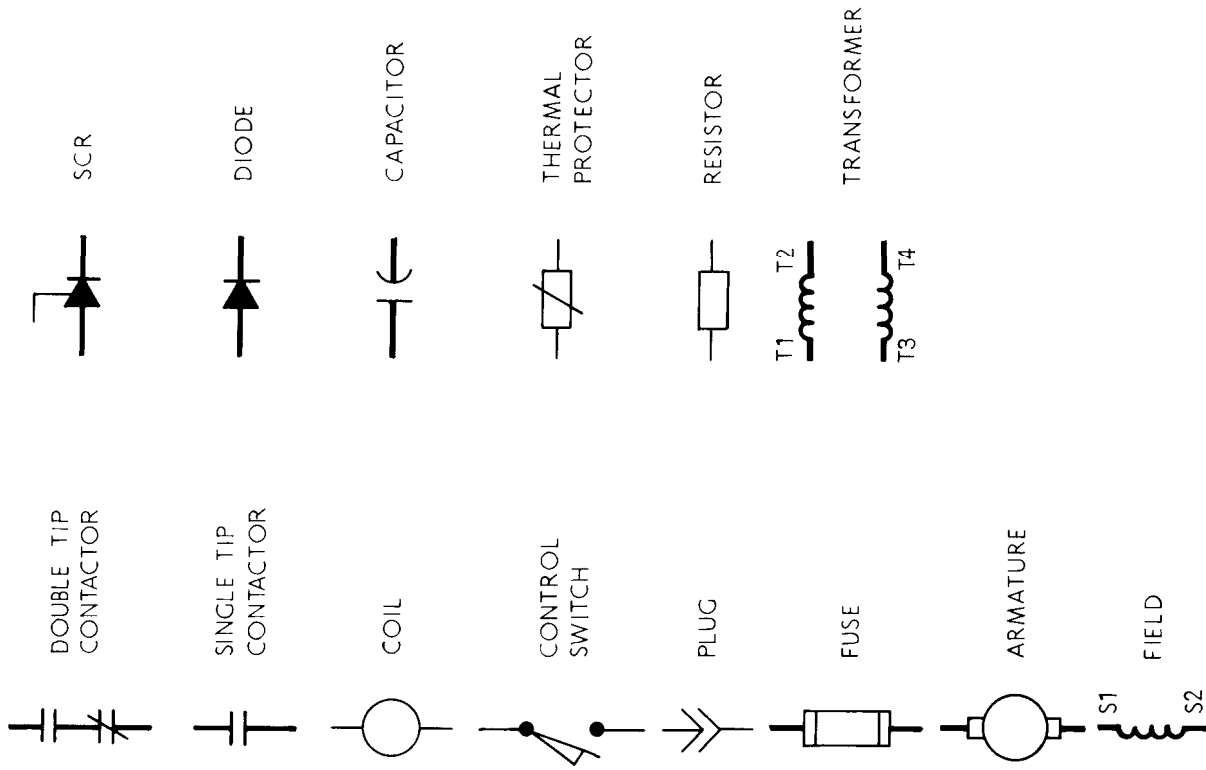 DOUBLE TIP
CONTACTOR
SINGLE TIP
CONTACTOR
COIL
CONTROL
SWITCH
PLUG
FUSE
ARMATURE
S1
S2
FIELD
SCR
DIODE
CAPACITOR
THERMAL
PROTECTOR
RESISTOR
T1
T2
T3
T4
TRANSFORMER